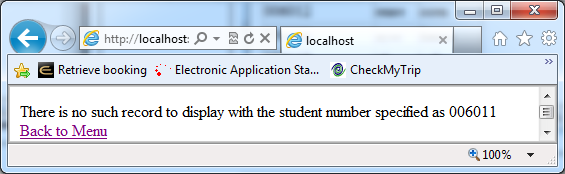 http://localhost:
localhost
Retrieve booking
Electronic Application Sta...
CheckMyTrip
There is no such record to display with the student number specified as 006011
Back to Menu
100%